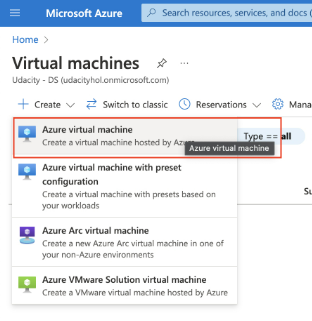 Microsoft Azure
Search resources, services, and docs (
Home
Virtual machines
Udacity - DS (udacityhol.onmicrosoft.com)
Create
Switch to classic
Reservations
Mana
Azure virtual machine
Create a virtual machine hosted by Azure
Azure virtual machine
Type == all
Azure virtual machine with preset
configuration
Create a virtual machine with presets based on
your workloads
Su
Azure Arc virtual machine
Create a new Azure Arc virtual machine in one of
your non-Azure environments
Azure VMware Solution virtual machine
Create a VMware virtual machine hosted by Azure